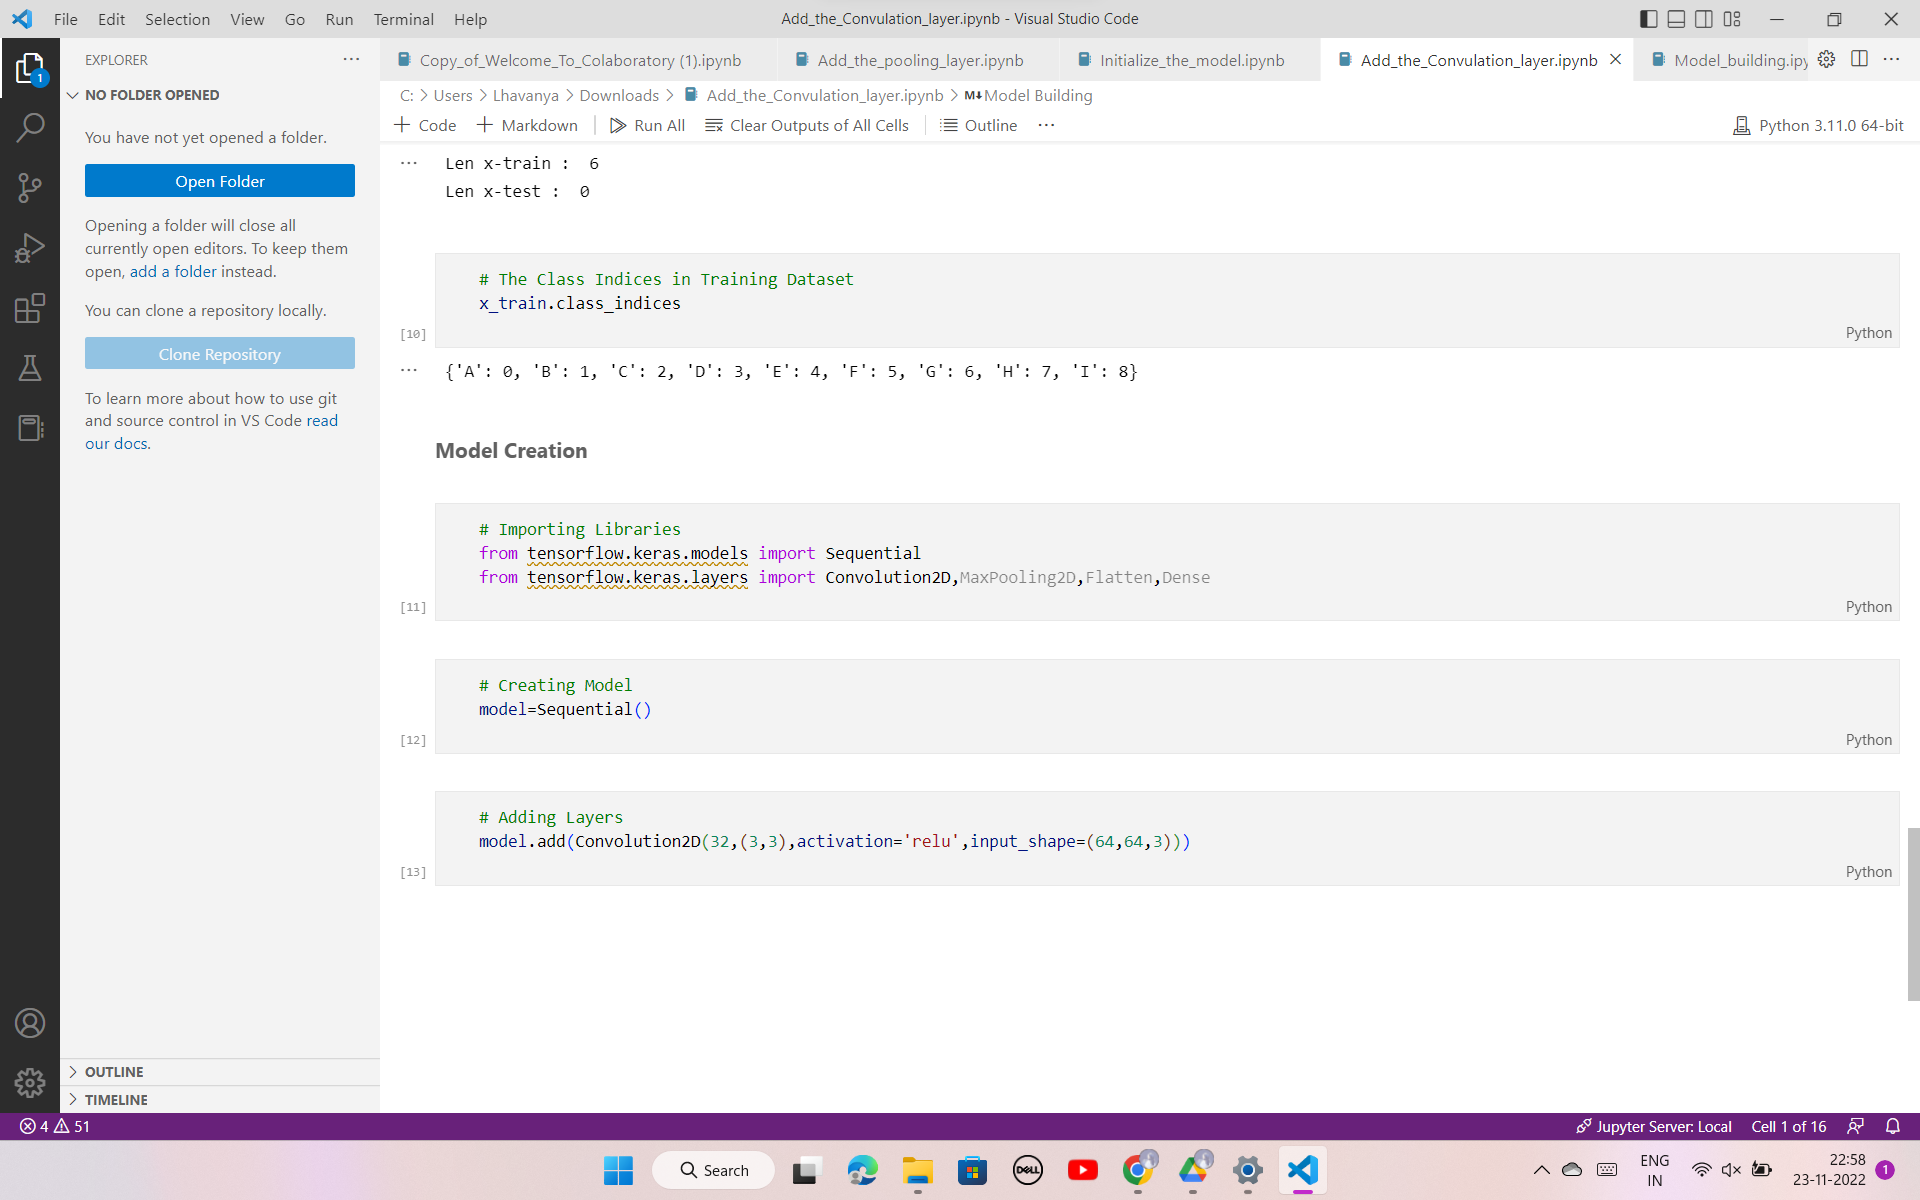 File Edit Selection View Go Run Terminal Help
Add_the_Convulation_layer.ipynb - Visual Studio Code
EXPLORER
Copy_of_Welcome_To_Colaboratory (1).ipynb
Add_the_pooling_layer.ipynb
Initialize_the_model.ipynb
Add_the_Convulation_layer.ipynb
Model_building.ipy
C: > Users > Lhavanya > Downloads > Add_the_Convulation_layer.ipynb > M↓Model Building
+ Code + Markdown Run All Clear Outputs of All Cells Outline ···
Python 3.11.0 64-bit
1
NO FOLDER OPENED
You have not yet opened a folder.
Open Folder
Opening a folder will close all
currently open editors. To keep them
open, add a folder instead.
You can clone a repository locally.
Clone Repository
To learn more about how to use git
and source control in VS Code read
our docs.
OUTLINE
TIMELINE
Len x-train :  6
Len x-test :  0
# The Class Indices in Training Dataset
x_train.class_indices
[10]
Python
{'A': 0, 'B': 1, 'C': 2, 'D': 3, 'E': 4, 'F': 5, 'G': 6, 'H': 7, 'I': 8}
Model Creation
# Importing Libraries
from tensorflow.keras.models import Sequential
from tensorflow.keras.layers import Convolution2D,MaxPooling2D,Flatten,Dense
[11]
Python
# Creating Model
model=Sequential()
[12]
Python
# Adding Layers
model.add(Convolution2D(32,(3,3),activation='relu',input_shape=(64,64,3)))
[13]
Python
4 51
Jupyter Server: Local
Cell 1 of 16
Search
DELL
ENG
IN
22:58
23-11-2022
1